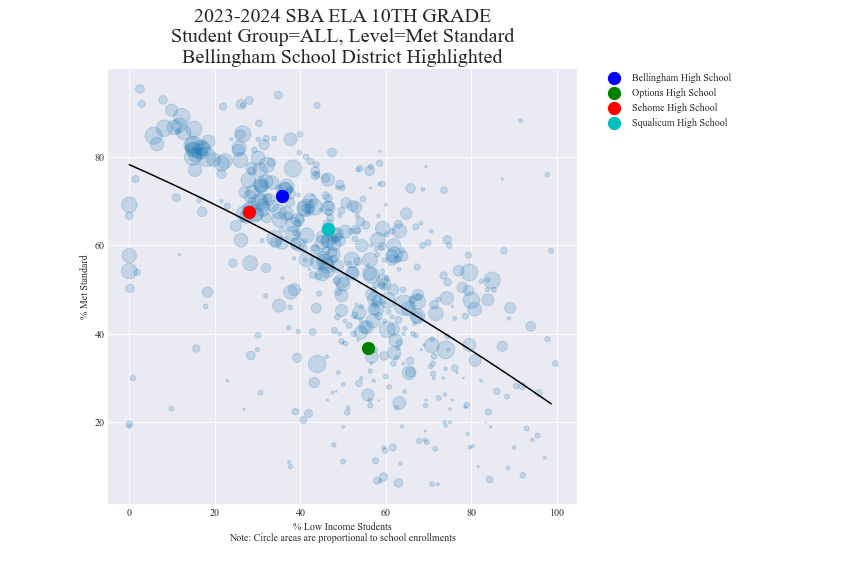 2023-2024 SBA ELA 10TH GRADE
Student Group=ALL, Level=Met Standard
Bellingham School District Highlighted
Bellingham High School
Options High School
Sehome High School
Squalicum High School
% Met Standard
80
60
40
20
0
20
40
60
80
100
% Low Income Students
Note: Circle areas are proportional to school enrollments